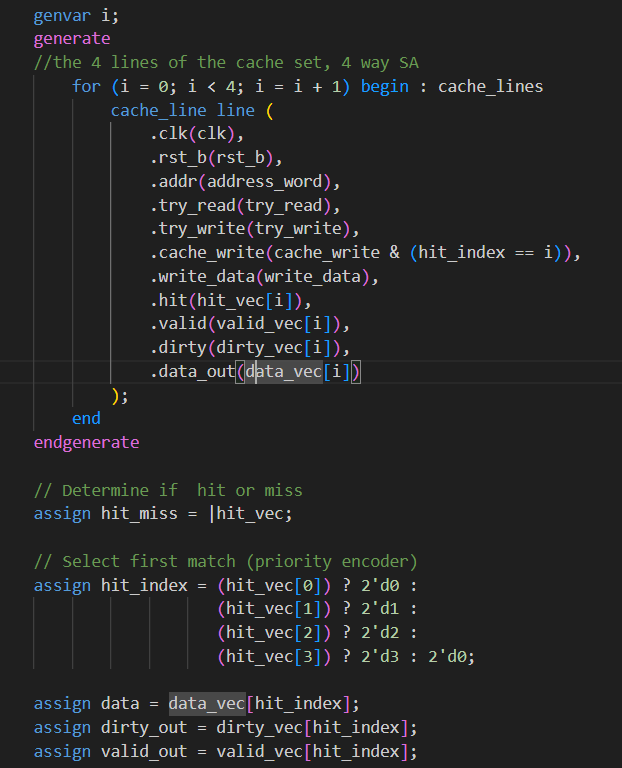 genvar i;
generate
//the 4 lines of the cache set, 4 way SA
for (i = 0; i < 4; i = i + 1) begin : cache_lines
cache_line line (
.clk(clk),
.rst_b(rst_b),
.addr(address_word),
.try_read(try_read),
.try_write(try_write),
.cache_write(cache_write & (hit_index == i)),
.write_data(write_data),
.hit(hit_vec[i]),
.valid(valid_vec[i]),
.dirty(dirty_vec[i]),
.data_out(data_vec[i])
);
end
endgenerate
// Determine if  hit or miss
assign hit_miss = |hit_vec;
// Select first match (priority encoder)
assign hit_index = (hit_vec[0]) ? 2'd0 :
(hit_vec[1]) ? 2'd1 :
(hit_vec[2]) ? 2'd2 :
(hit_vec[3]) ? 2'd3 : 2'd0;
assign data = data_vec[hit_index];
assign dirty_out = dirty_vec[hit_index];
assign valid_out = valid_vec[hit_index];